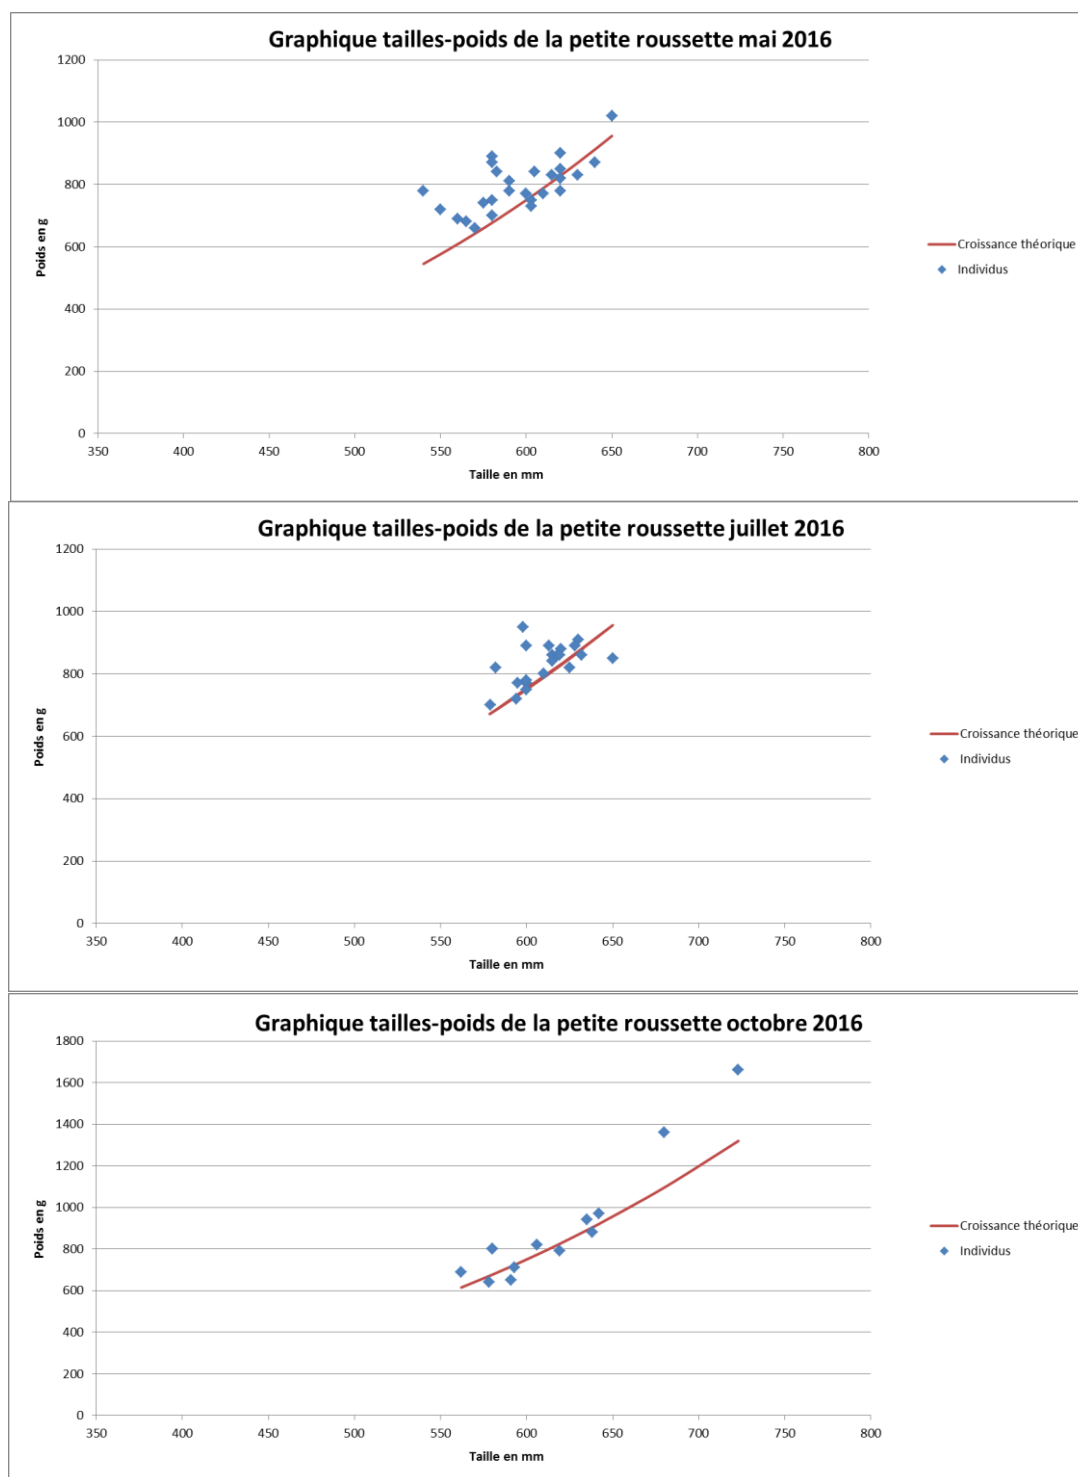 Graphique tailles-poids de la petite roussette mai 2016
1200
1000
800
600
400
200
0
350 400 450 500 550 600 650 700 750 800
Poids en g
Taille en mm
Croissance théorique
Individus
Graphique tailles-poids de la petite roussette juillet 2016
1200
1000
800
600
400
200
0
350 400 450 500 550 600 650 700 750 800
Poids en g
Taille en mm
Croissance théorique
Individus
Graphique tailles-poids de la petite roussette octobre 2016
1800
1600
1400
1200
1000
800
600
400
200
0
350 400 450 500 550 600 650 700 750 800
Poids en g
Taille en mm
Croissance théorique
Individus